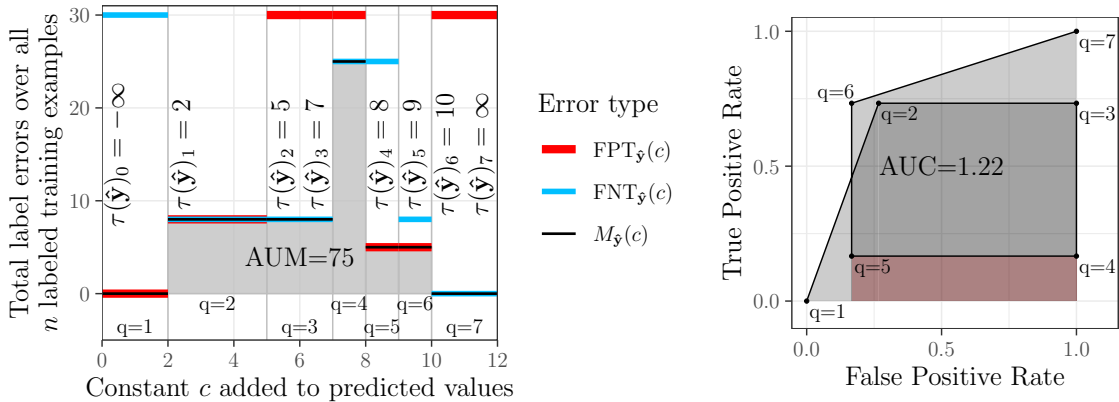 Total label errors over all
n labeled training examples
30
20
10
0
τ(ŷ)₀ = −∞
τ(ŷ)₁ = 2
τ(ŷ)₂ = 5
τ(ŷ)₃ = 7
τ(ŷ)₄ = 8
τ(ŷ)₅ = 9
τ(ŷ)₆ = 10
τ(ŷ)₇ = ∞
AUM=75
q=1
q=2
q=3
q=4
q=5
q=6
q=7
0 2 4 6 8 10 12
Constant c added to predicted values
Error type
FPT_ŷ(c)
FNT_ŷ(c)
M_ŷ(c)
True Positive Rate
1.0
0.5
0.0
q=7
q=6
q=2
q=3
AUC=1.22
q=5
q=4
q=1
0.0 0.5 1.0
False Positive Rate